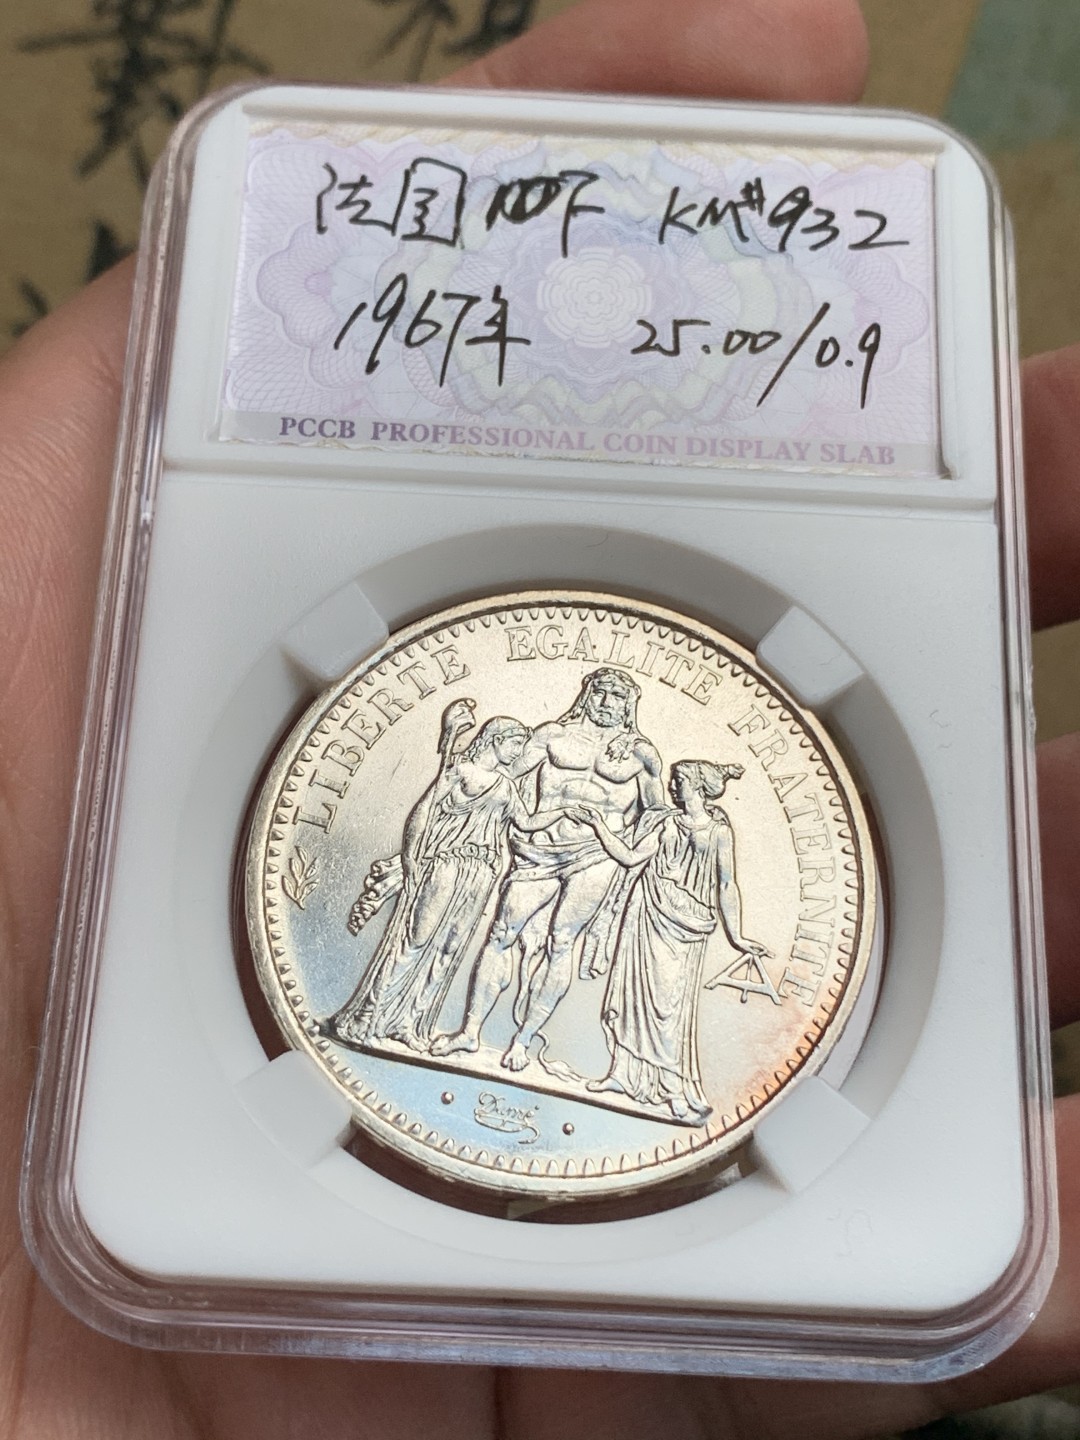 法国10F KM#932
1967年 25.00/0.9
PCCB PROFESSIONAL COIN DISPLAY SLAB
LIBERTE EGALITE FRATERNITE
Dupré